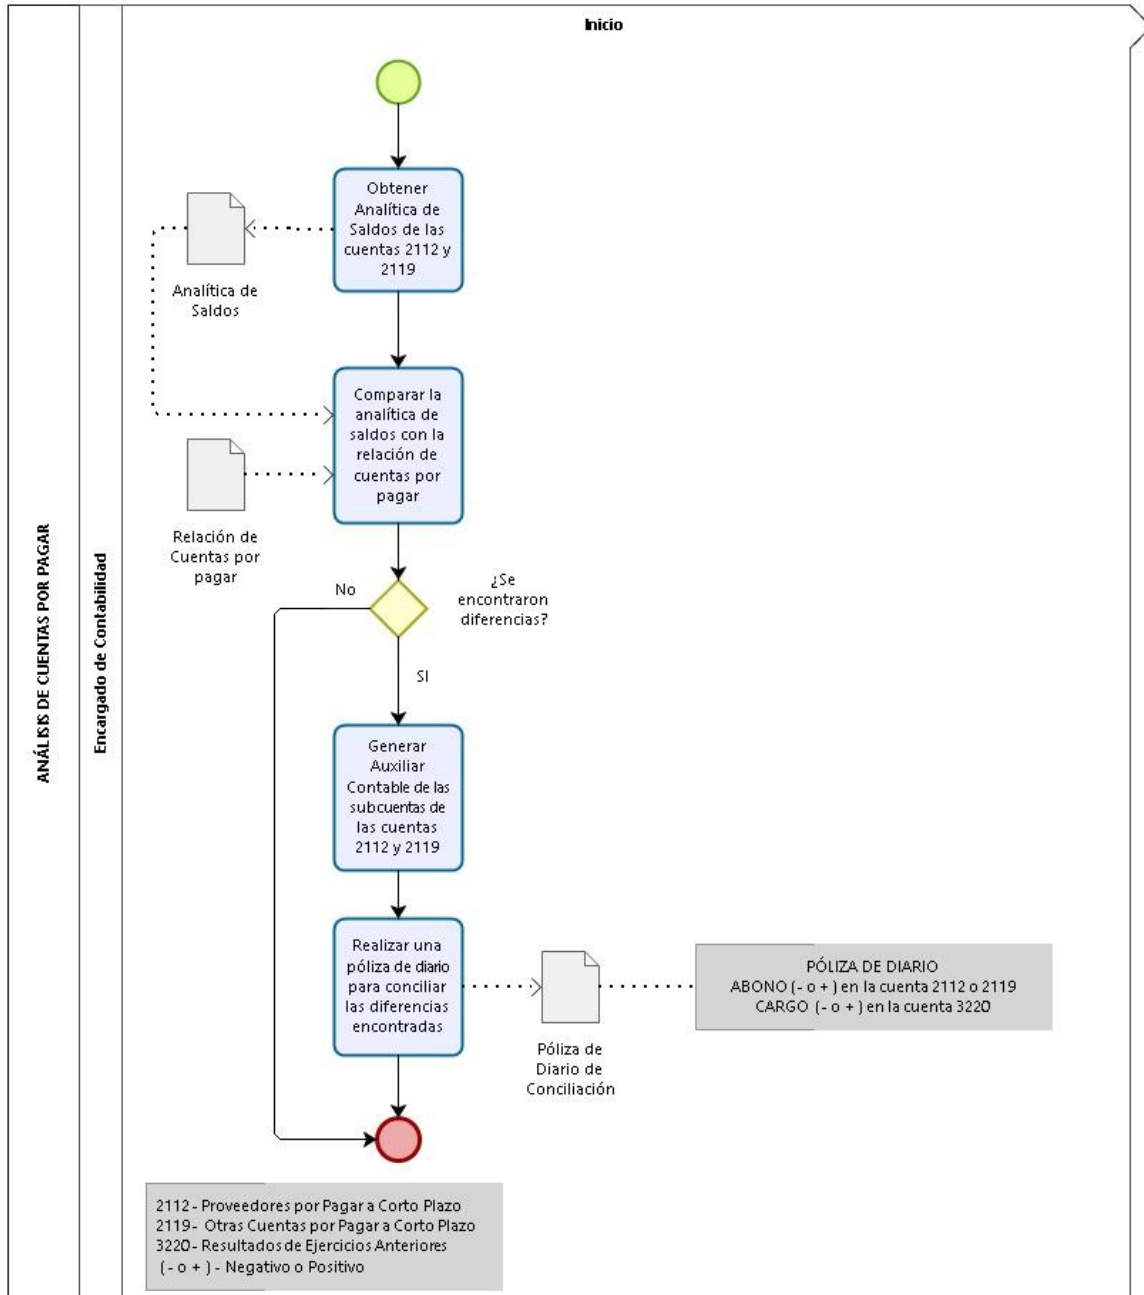 Inicio
ANÁLISIS DE CUENTAS POR PAGAR
Encargado de Contabilidad
Obtener
Analítica de
Saldos de las
cuentas 2112 y
2119
Analítica de
Saldos
Comparar la
analítica de
saldos con la
relación de
cuentas por
pagar
Relación de
Cuentas por
pagar
¿Se
encontraron
diferencias?
No
SI
Generar
Auxiliar
Contable de las
subcuentas de
las cuentas
2112 y 2119
Realizar una
póliza de diario
para conciliar
las diferencias
encontradas
Póliza de
Diario de
Conciliación
PÓLIZA DE DIARIO
ABONO (- o + ) en la cuenta 2112 o 2119
CARGO (- o + ) en la cuenta 3220
2112 - Proveedores por Pagar a Corto Plazo
2119- Otras Cuentas por Pagar a Corto Plazo
3220- Resultados de Ejercicios Anteriores
( - o + ) - Negativo o Positivo